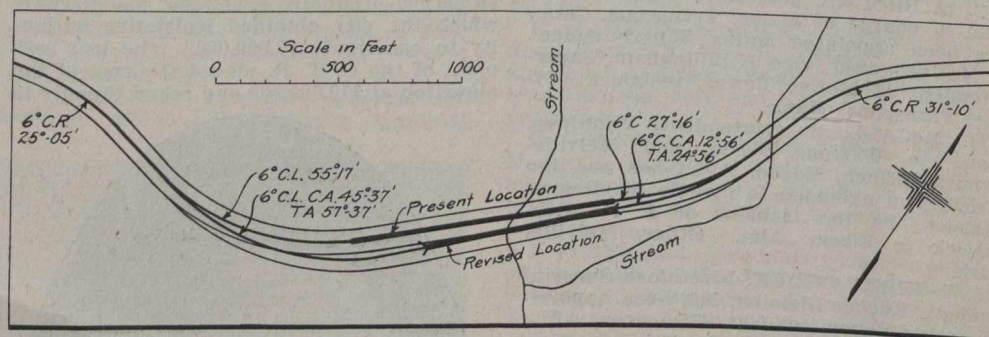 Scale in Feet
0 500 1000
Stream
6° C.R
25°-05'
6° C 27°-16'
6° C. C.A. 12°-56'
T.A. 24°56'
6° C.R 31°-10'
6° C.L. 55°-17'
6° C.L. C.A. 45°-37'
T.A 57°-37'
Present Location
Revised Location
Stream